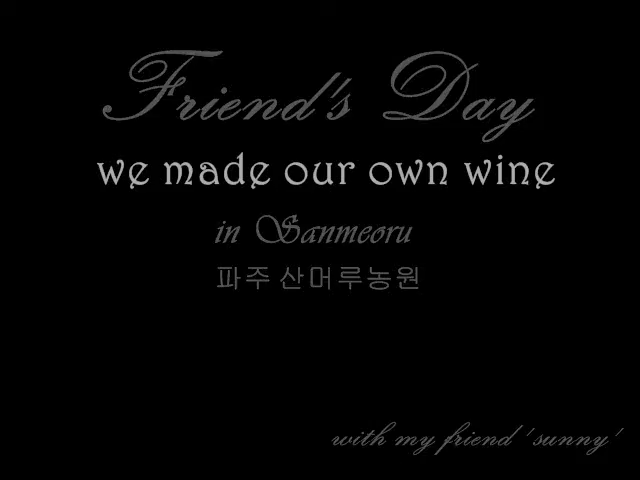 Friend's Day
we made our own wine
in Sanmeoru
파주 산머루농원
with my friend 'sunny'